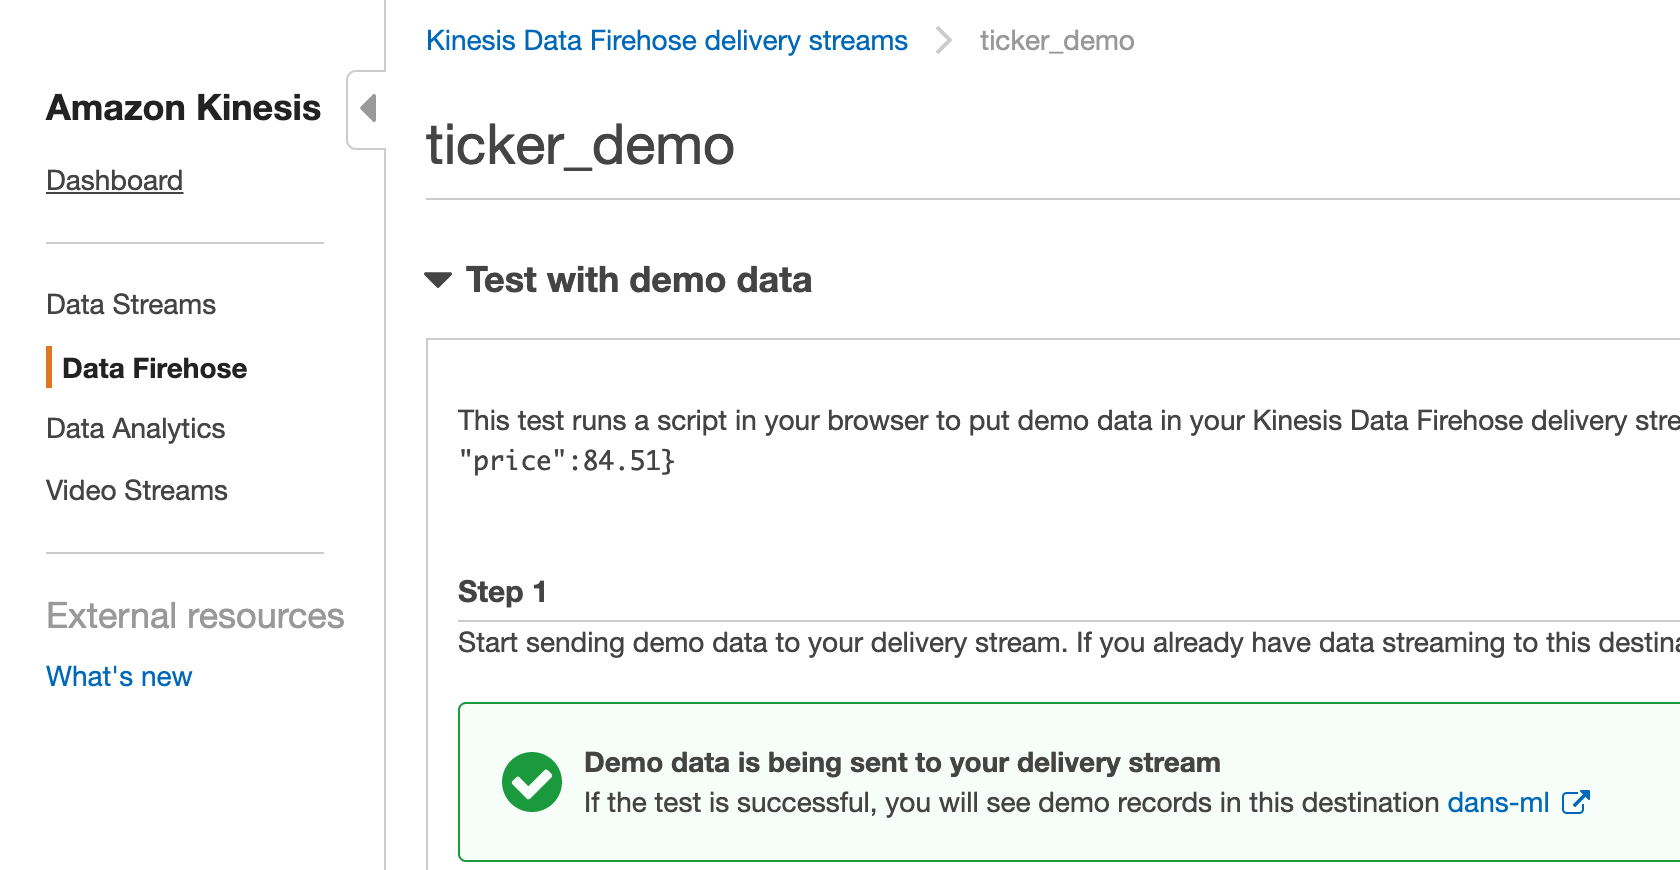 Kinesis Data Firehose delivery streams
ticker_demo
Amazon Kinesis
Dashboard
Data Streams
Data Firehose
Data Analytics
Video Streams
External resources
What's new
ticker_demo
Test with demo data
This test runs a script in your browser to put demo data in your Kinesis Data Firehose delivery stre
"price":84.51}
Step 1
Start sending demo data to your delivery stream. If you already have data streaming to this destina
Demo data is being sent to your delivery stream
If the test is successful, you will see demo records in this destination dans-ml